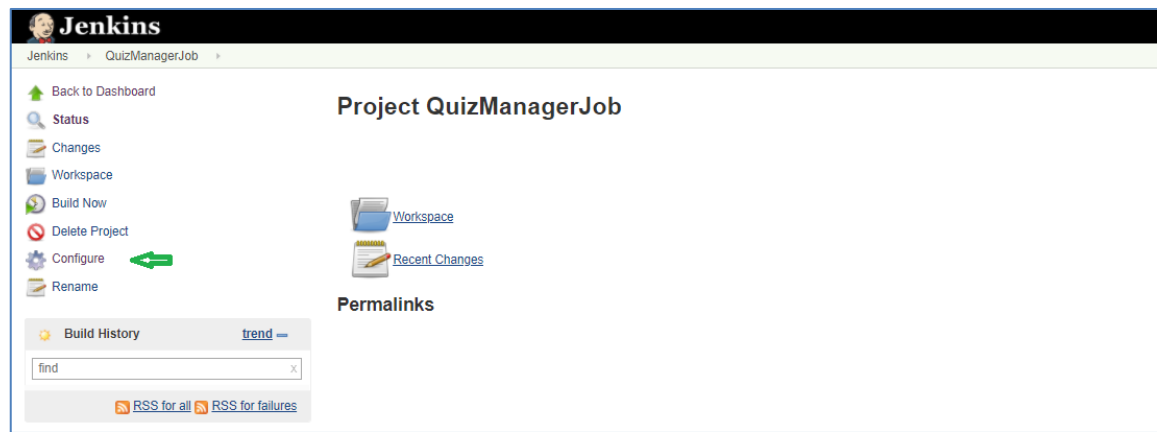 Jenkins
Jenkins QuizManagerJob
Back to Dashboard
Status
Changes
Workspace
Build Now
Delete Project
Configure
Rename
Build History trend
find x
RSS for all RSS for failures
Project QuizManagerJob
Workspace
Recent Changes
Permalinks